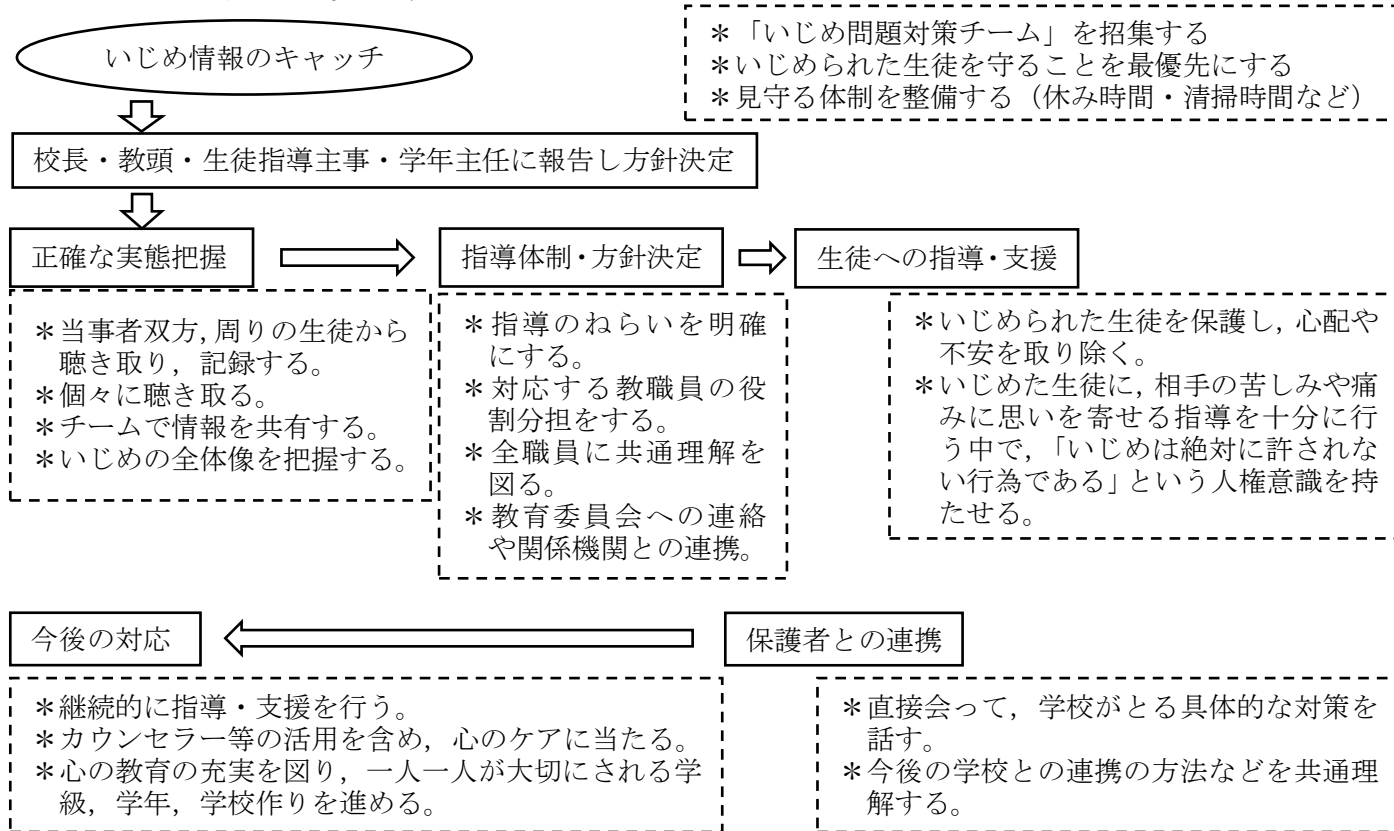 いじめ情報のキャッチ
＊「いじめ問題対策チーム」を招集する
＊いじめられた生徒を守ることを最優先にする
＊見守る体制を整備する（休み時間・清掃時間など）
校長・教頭・生徒指導主事・学年主任に報告し方針決定
正確な実態把握
＊当事者双方，周りの生徒から
聴き取り，記録する。
＊個々に聴き取る。
＊チームで情報を共有する。
＊いじめの全体像を把握する。
指導体制・方針決定
＊指導のねらいを明確
にする。
＊対応する教職員の役
割分担をする。
＊全職員に共通理解を
図る。
＊教育委員会への連絡
や関係機関との連携。
生徒への指導・支援
＊いじめられた生徒を保護し，心配や
不安を取り除く。
＊いじめた生徒に，相手の苦しみや痛
みに思いを寄せる指導を十分に行
う中で，「いじめは絶対に許されな
い行為である」という人権意識を持
たせる。
今後の対応
＊継続的に指導・支援を行う。
＊カウンセラー等の活用を含め，心のケアに当たる。
＊心の教育の充実を図り，一人一人が大切にされる学
級，学年，学校作りを進める。
保護者との連携
＊直接会って，学校がとる具体的な対策を
話す。
＊今後の学校との連携の方法などを共通理
解する。